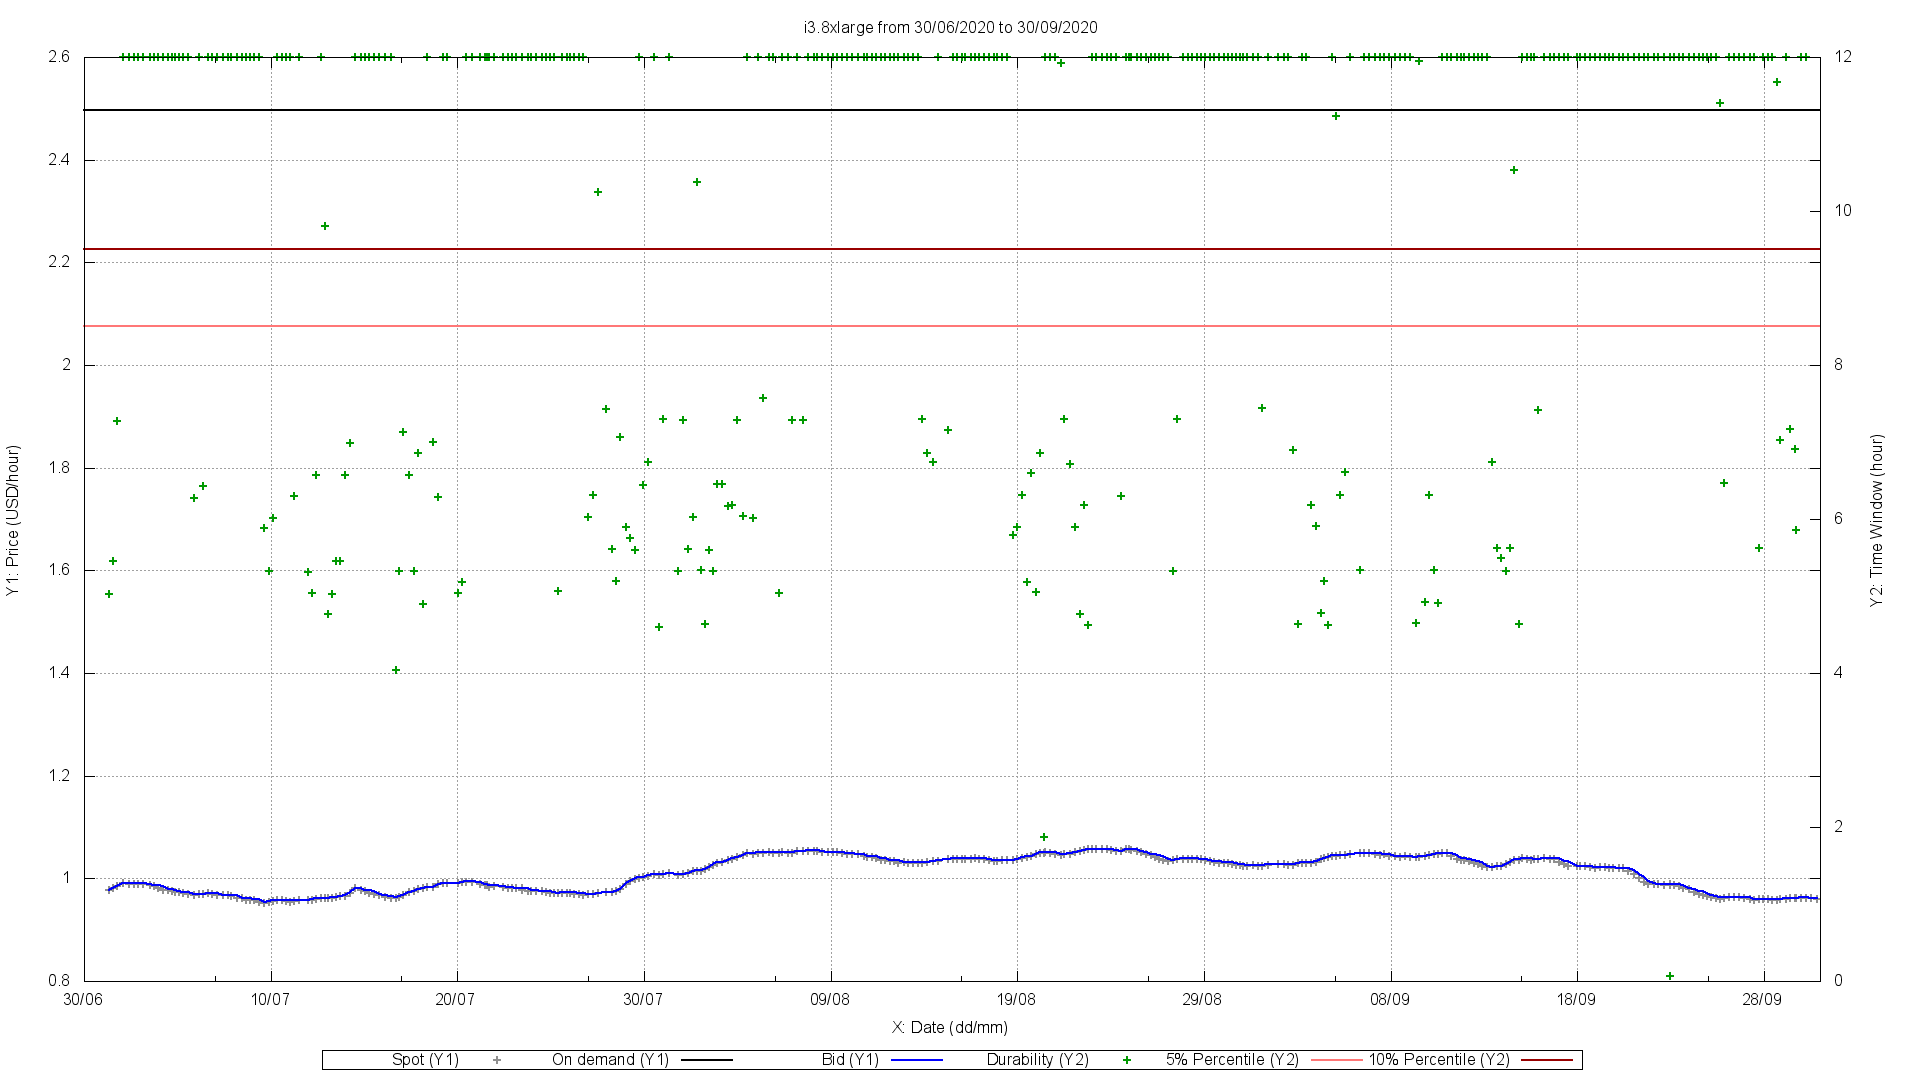 i3.8xlarge from 30/06/2020 to 30/09/2020
2.6
2.4
2.2
2
1.8
1.6
1.4
1.2
1
0.8
12
10
8
6
4
2
0
Y1: Price (USD/hour)
Y2: Time Window (hour)
30/06 10/07 20/07 30/07 09/08 19/08 29/08 08/09 18/09 28/09
X: Date (dd/mm)
Spot (Y1) On demand (Y1) Bid (Y1) Durability (Y2) 5% Percentile (Y2) 10% Percentile (Y2)